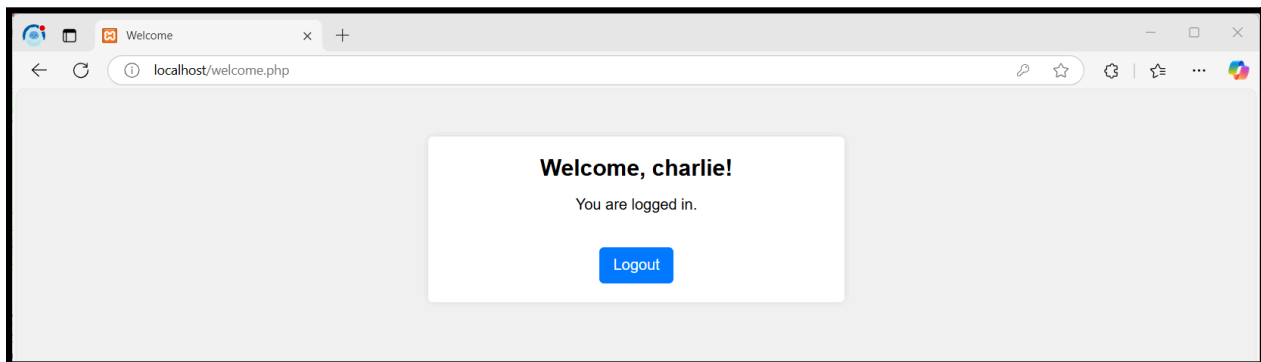 Welcome
localhost/welcome.php
Welcome, charlie!
You are logged in.
Logout